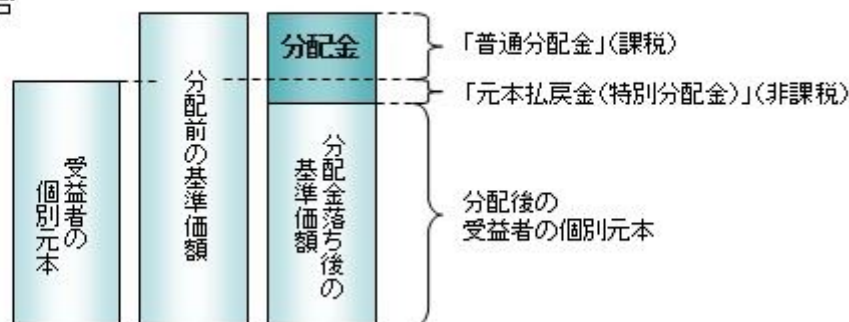 分配金
「普通分配金」(課税)
「元本払戻金(特別分配金)」(非課税)
受益者の
個別元本
分配前の基準価額
分配金落ち後の
基準価額
分配後の
受益者の個別元本